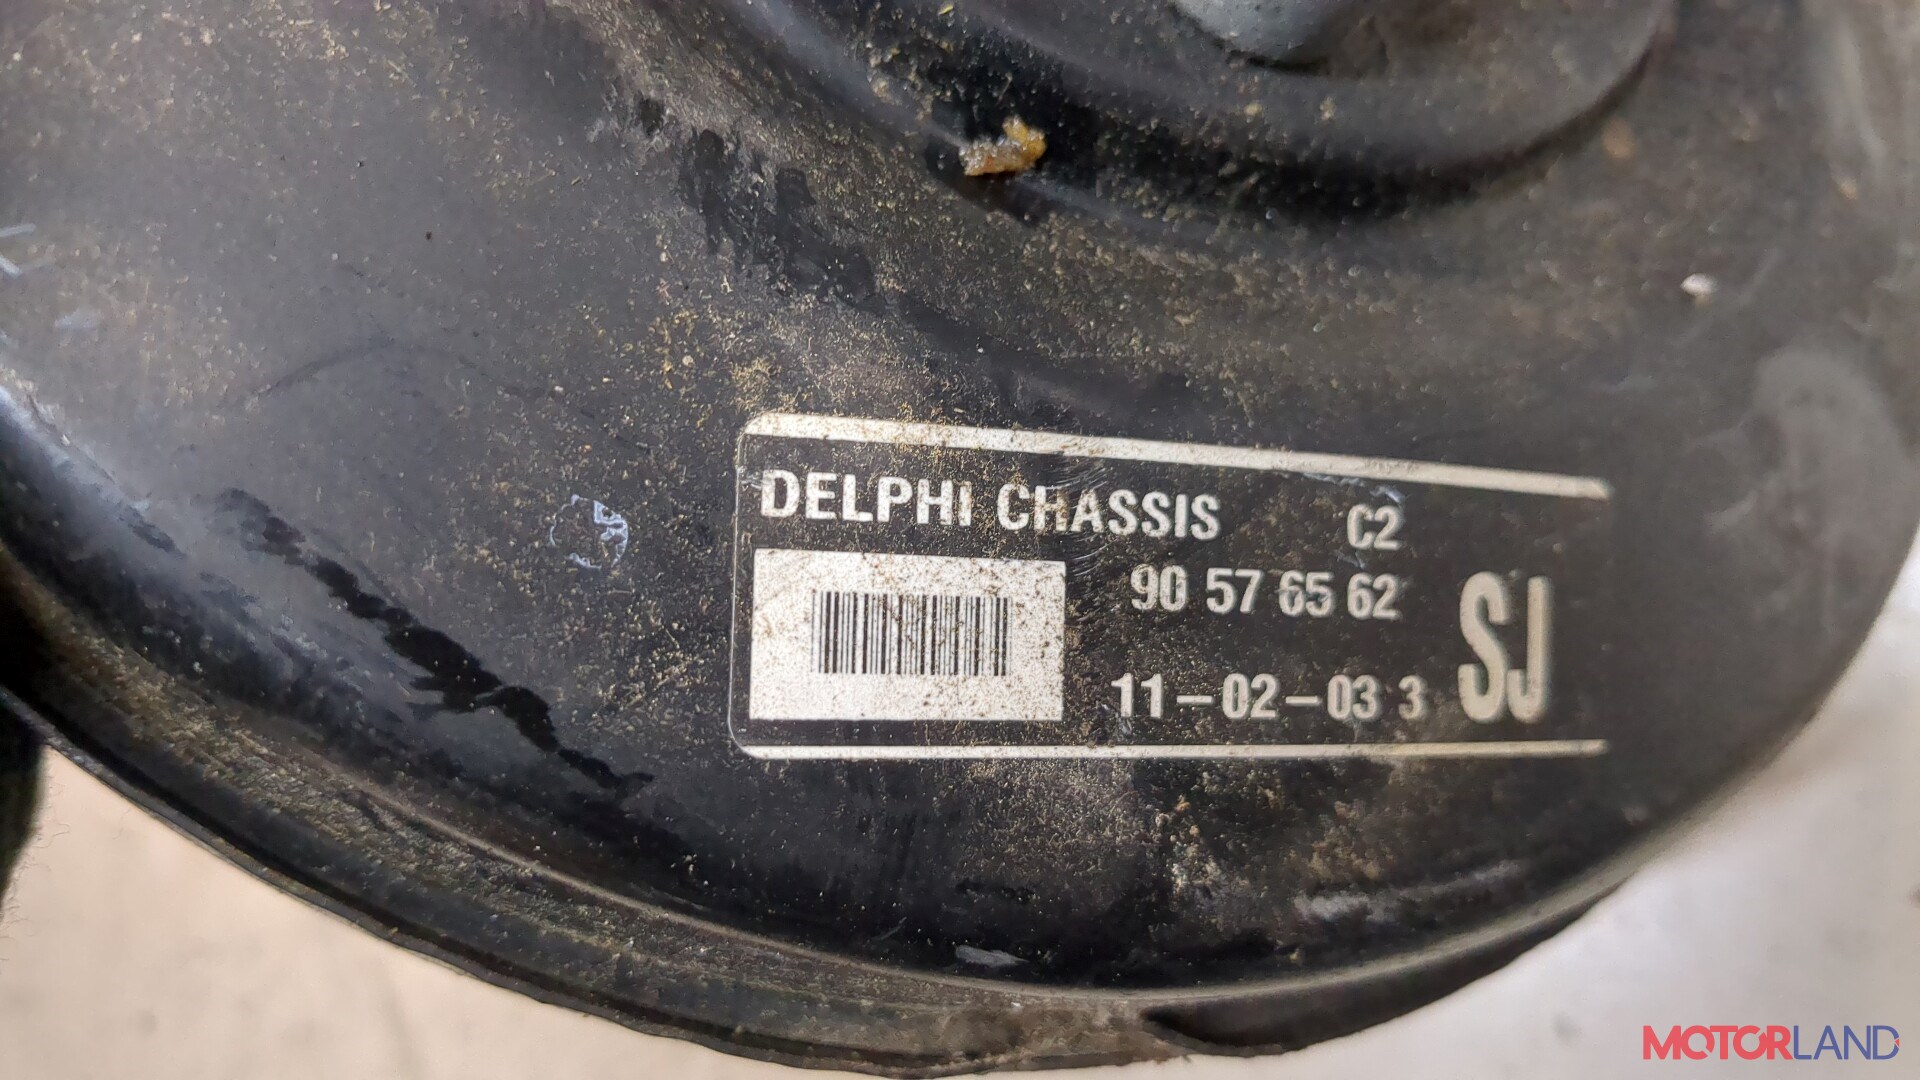 DELPHI CHASSIS C2
90 57 65 62
SJ
11-02-03 3
MOTORLAND